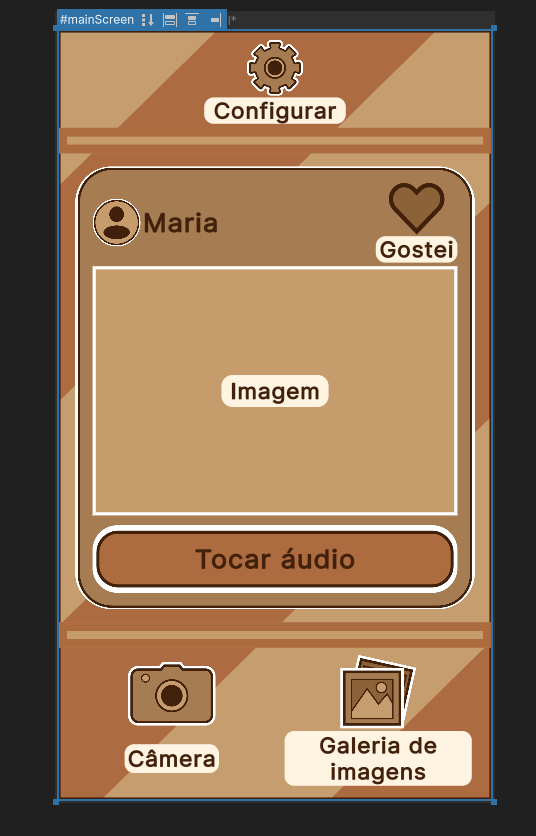 #mainScreen
Configurar
Maria
Gostei
Imagem
Tocar áudio
Câmera
Galeria de
imagens